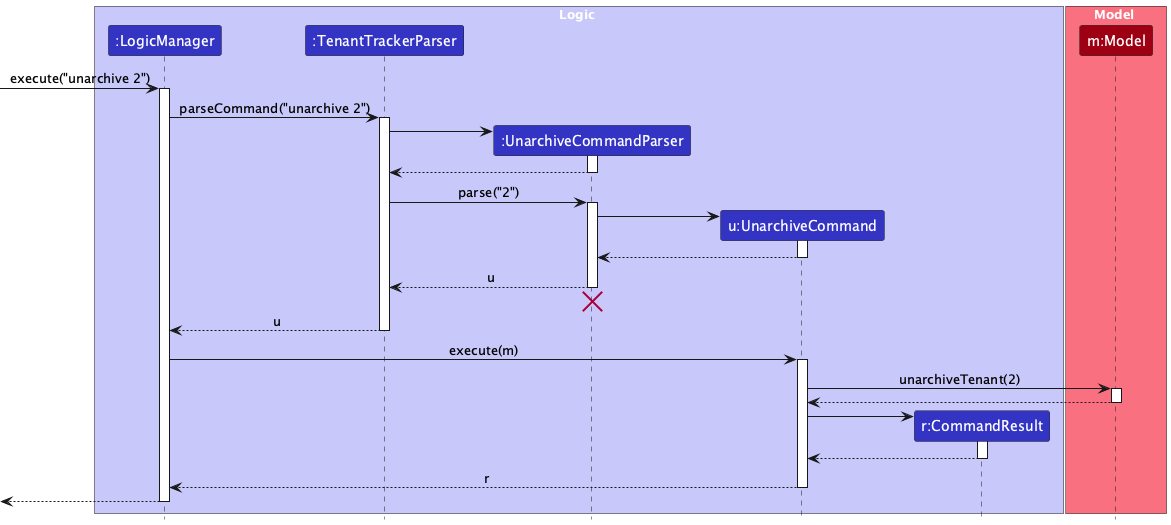 Logic
Model
:LogicManager
:TenantTrackerParser
m:Model
execute("unarchive 2")
parseCommand("unarchive 2")
:UnarchiveCommandParser
parse("2")
u:UnarchiveCommand
u
u
execute(m)
unarchiveTenant(2)
r:CommandResult
r